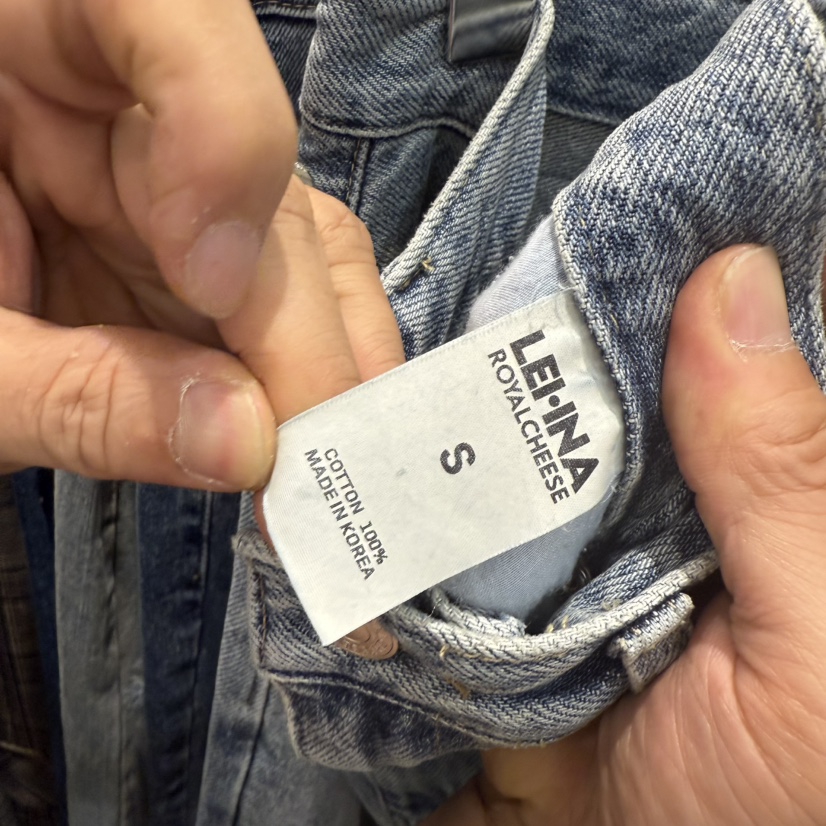 LEI•INA
ROYALCHEESE
S
COTTON 100%
MADE IN KOREA